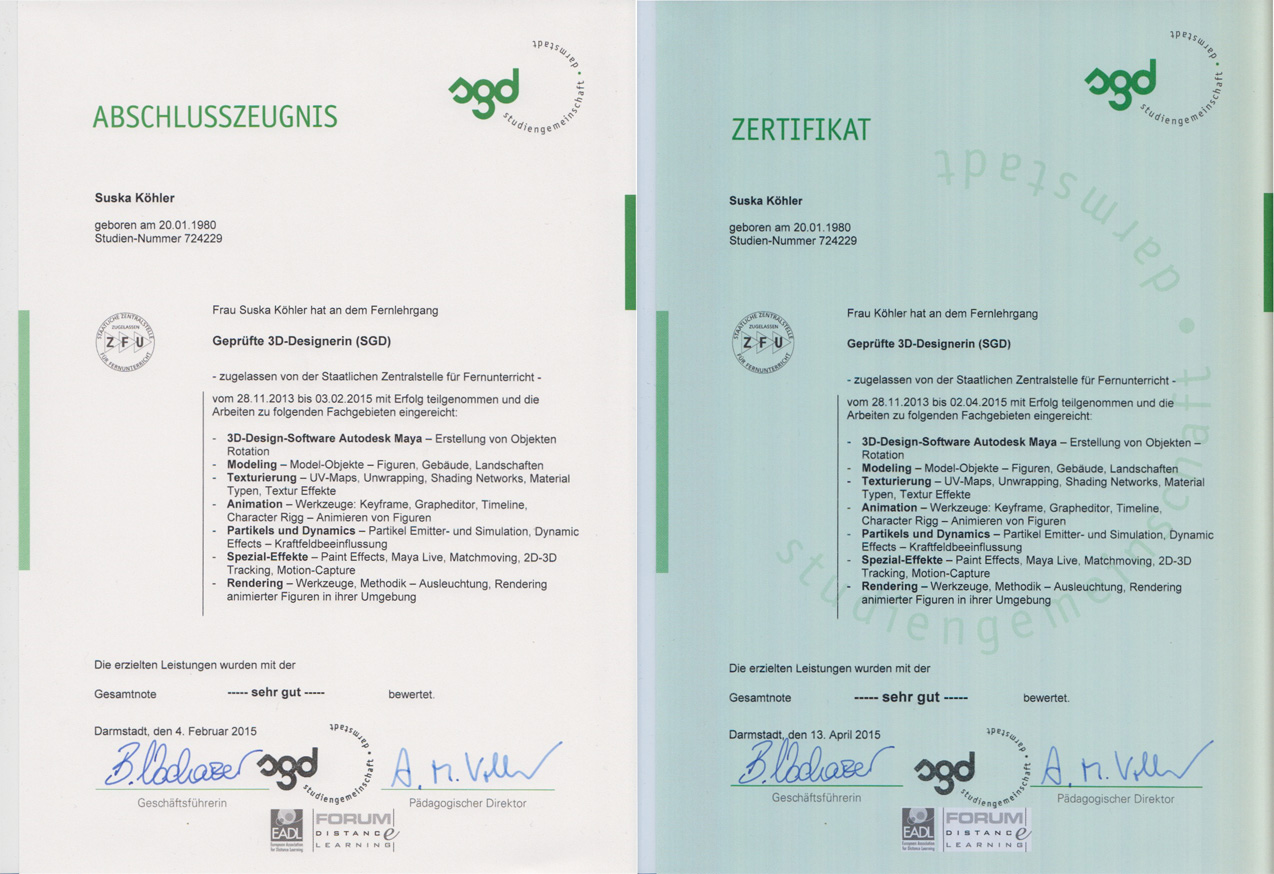 ABSCHLUSSZEUGNIS
sgd
studiengemeinschaft • darmstadt
Suska Köhler
geboren am 20.01.1980
Studien-Nummer 724229
STAATLICHE ZENTRALSTELLE
ZUGELASSEN
ZFU
FÜR FERNUNTERRICHT
Frau Suska Köhler hat an dem Fernlehrgang
Geprüfte 3D-Designerin (SGD)
- zugelassen von der Staatlichen Zentralstelle für Fernunterricht -
vom 28.11.2013 bis 03.02.2015 mit Erfolg teilgenommen und die
Arbeiten zu folgenden Fachgebieten eingereicht:
- 3D-Design-Software Autodesk Maya – Erstellung von Objekten
Rotation
- Modeling – Model-Objekte – Figuren, Gebäude, Landschaften
- Texturierung – UV-Maps, Unwrapping, Shading Networks, Material
Typen, Textur Effekte
- Animation – Werkzeuge: Keyframe, Grapheditor, Timeline,
Character Rigg – Animieren von Figuren
- Partikels und Dynamics – Partikel Emitter- und Simulation, Dynamic
Effects – Kraftfeldbeeinflussung
- Spezial-Effekte – Paint Effects, Maya Live, Matchmoving, 2D-3D
Tracking, Motion-Capture
- Rendering – Werkzeuge, Methodik – Ausleuchtung, Rendering
animierter Figuren in ihrer Umgebung
Die erzielten Leistungen wurden mit der
Gesamtnote ----- sehr gut ----- bewertet.
Darmstadt, den 4. Februar 2015
sgd
studiengemeinschaft • darmstadt
A. M. Voller
Geschäftsführerin
Pädagogischer Direktor
EADL
European Association
for Distance Learning
FORUM
DISTANCE
LEARNING
ZERTIFIKAT
sgd
studiengemeinschaft • darmstadt
studiengemeinschaft • darmstadt
Suska Köhler
geboren am 20.01.1980
Studien-Nummer 724229
STAATLICHE ZENTRALSTELLE
ZUGELASSEN
ZFU
FÜR FERNUNTERRICHT
Frau Köhler hat an dem Fernlehrgang
Geprüfte 3D-Designerin (SGD)
- zugelassen von der Staatlichen Zentralstelle für Fernunterricht -
vom 28.11.2013 bis 02.04.2015 mit Erfolg teilgenommen und die
Arbeiten zu folgenden Fachgebieten eingereicht:
- 3D-Design-Software Autodesk Maya – Erstellung von Objekten –
Rotation
- Modeling – Model-Objekte – Figuren, Gebäude, Landschaften
- Texturierung – UV-Maps, Unwrapping, Shading Networks, Material
Typen, Textur Effekte
- Animation – Werkzeuge: Keyframe, Grapheditor, Timeline,
Character Rigg – Animieren von Figuren
- Partikels und Dynamics – Partikel Emitter- und Simulation, Dynamic
Effects – Kraftfeldbeeinflussung
- Spezial-Effekte – Paint Effects, Maya Live, Matchmoving, 2D-3D
Tracking, Motion-Capture
- Rendering – Werkzeuge, Methodik – Ausleuchtung, Rendering
animierter Figuren in ihrer Umgebung
Die erzielten Leistungen wurden mit der
Gesamtnote ----- sehr gut ----- bewertet.
Darmstadt, den 13. April 2015
sgd
studiengemeinschaft • darmstadt
A. M. Voller
Geschäftsführerin
Pädagogischer Direktor
EADL
European Association
for Distance Learning
FORUM
DISTANCE
LEARNING